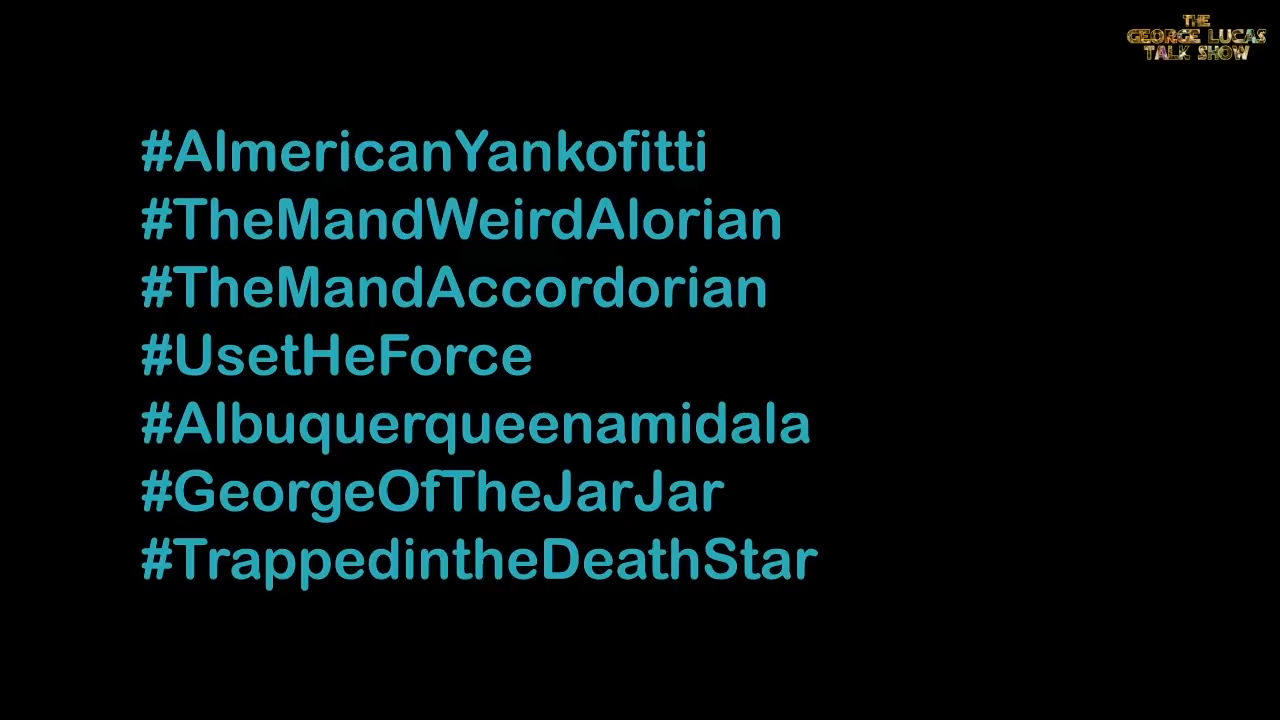 THE
GEORGE LUCAS
TALK SHOW
#AlmericanYankofitti
#TheMandWeirdAlorian
#TheMandAccordorian
#UsetHeForce
#Albuquerqueenamidala
#GeorgeOfTheJarJar
#TrappedintheDeathStar